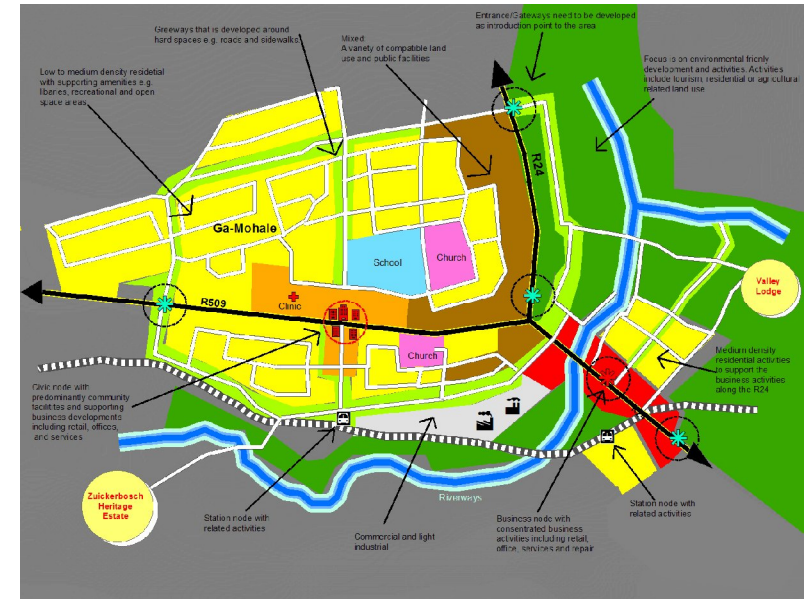 Greeways that is developed around
hard spaces e.g. roads and sidewalks
Mixed:
A varety of compatible land
use and public facilities
Entrance/Gateways need to be developed
as introduction point to the area
Low to medium density residetial
with supporting amenities e.g.
libaries, recreational and open
space areas
Focus is on environmental frienly
development and activities. Activities
include tourism, residential or agricultural
related land use
R24
Ga-Mohale
School
Church
Valley
Lodge
R509
Clinic
Church
Medium density
residential activities
to support the
business activities
along the R24
Civic node with
predominantly community
facilitites and supporting
business developments
including retail, offices,
and services
Zuickerbosch
Heritage
Estate
Riverways
Station node with
related activities
Commercial and light
industrial
Business node with
consentrated business
activities including retail,
office, services and repair
Station node with
related activities